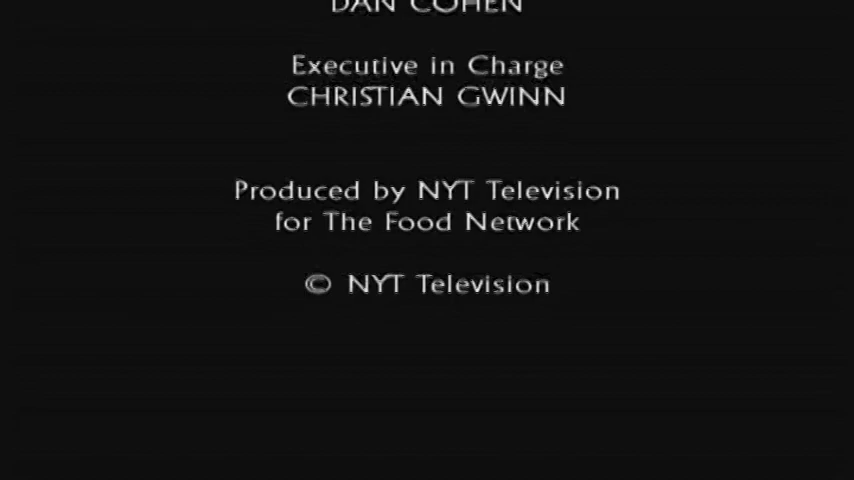 DAN COHEN
Executive in Charge
CHRISTIAN GWINN
Produced by NYT Television
for The Food Network
© NYT Television